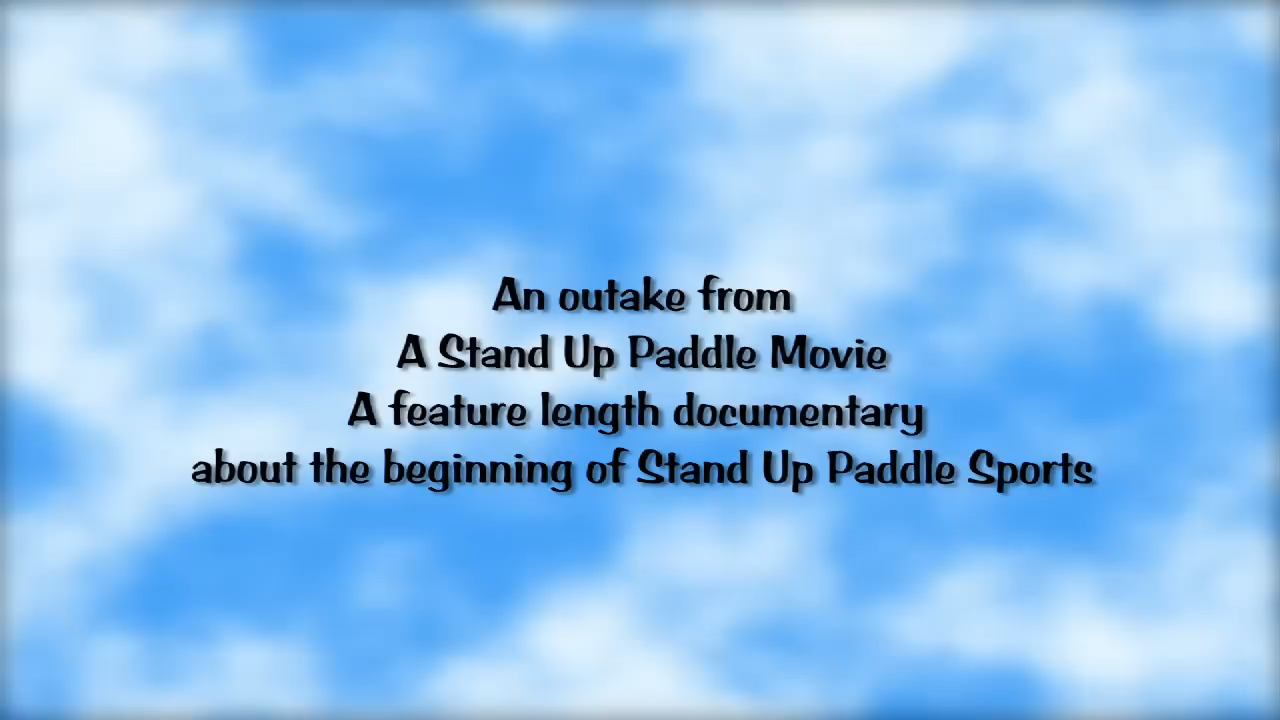 An outake from
A Stand Up Paddle Movie
A feature length documentary
about the beginning of Stand Up Paddle Sports